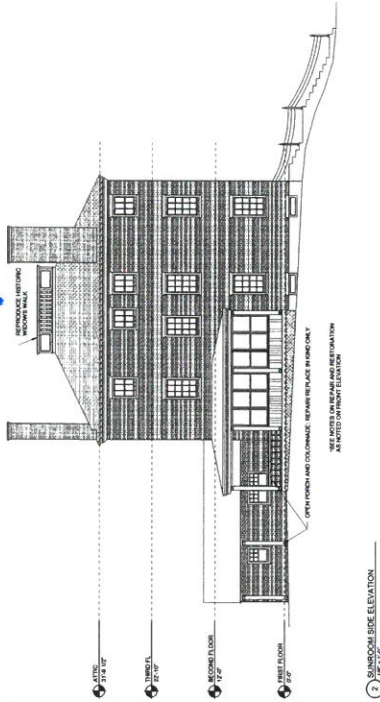 REPRODUCE HISTORIC
WIDOWS WALK
ATTIC
31'-9 1/2"
THIRD FL
22'-10"
SECOND FLOOR
12'-0"
FIRST FLOOR
0'-0"
OPEN PORCH AND COLONNADE - REPAIR/ REPLACE IN KIND ONLY
*SEE NOTES ON REPAIR AND RESTORATION
AS NOTED ON FRONT ELEVATION
2 SUNROOM SIDE ELEVATION